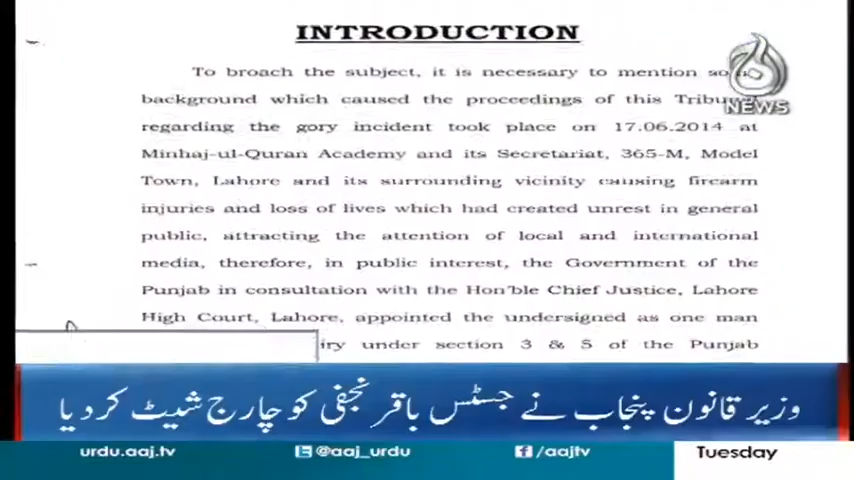 INTRODUCTION
To broach the subject, it is necessary to mention
background which caused the proceedings of this
regarding the gory incident took place on 17.06.2014 at
Minhaj-ul-Quran Academy and its Secretariat, 365-M, Model
Town, Lahore and its surrounding vicinity causing firearm
injuries and loss of lives which had created unrest in general
public, attracting the attention of local and international
media, therefore, in public interest, the Government of the
Punjab in consultation with the Hon'ble Chief Justice, Lahore
High Court, Lahore, appointed the undersigned as one man
under section 3 & 5 of the Punjab
NEWS
وزیر قانون پنجاب نے جسٹس باقر نجفی کو چارج شیٹ کر دیا
urdu.aaj.tv @aaj_urdu /aajtv Tuesday